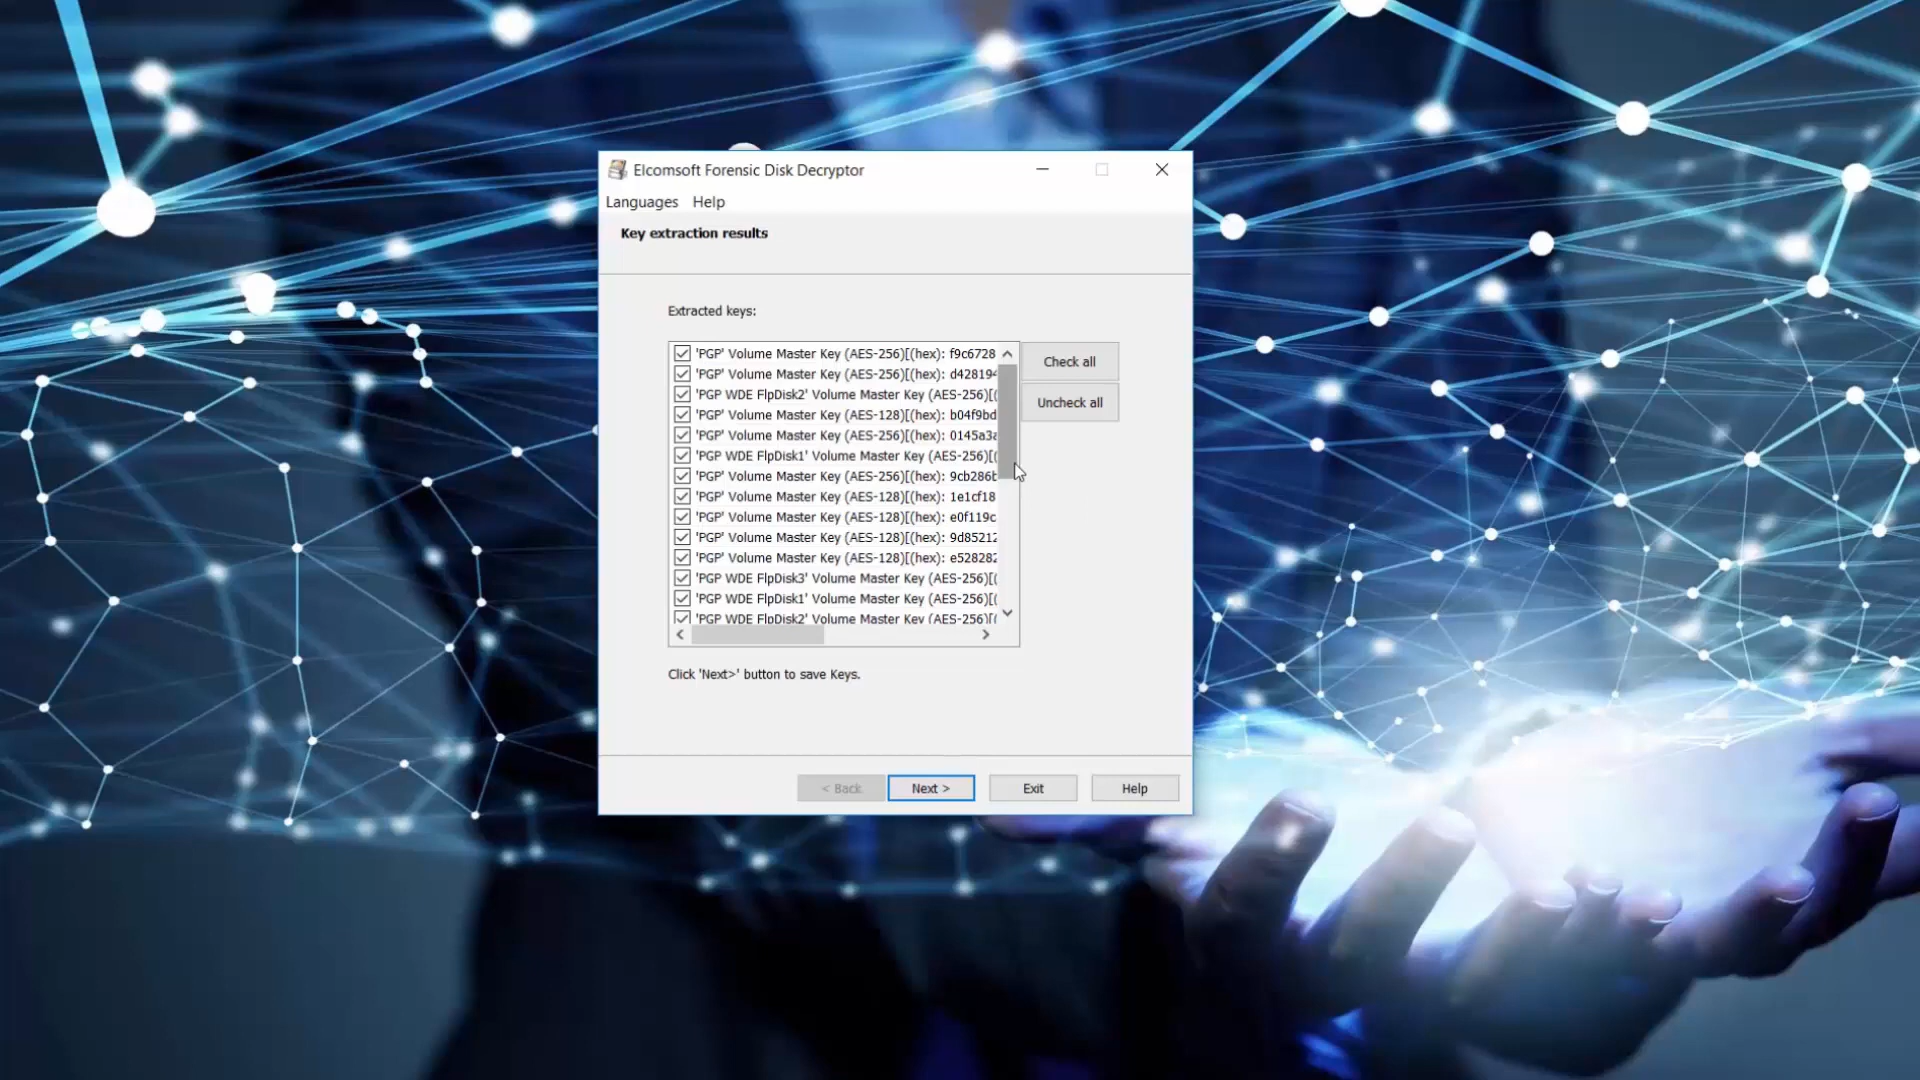 Elcomsoft Forensic Disk Decryptor
Languages Help
Key extraction results
Extracted keys:
'PGP' Volume Master Key (AES-256)[(hex): f9c6728
'PGP' Volume Master Key (AES-256)[(hex): d428194
'PGP WDE FlpDisk2' Volume Master Key (AES-256)[(
'PGP' Volume Master Key (AES-128)[(hex): b04f9bd
'PGP' Volume Master Key (AES-256)[(hex): 0145a3a
'PGP WDE FlpDisk1' Volume Master Key (AES-256)[(
'PGP' Volume Master Key (AES-256)[(hex): 9cb286b
'PGP' Volume Master Key (AES-128)[(hex): 1e1cf18
'PGP' Volume Master Key (AES-128)[(hex): e0f119c
'PGP' Volume Master Key (AES-128)[(hex): 9d85212
'PGP' Volume Master Key (AES-128)[(hex): e528282
'PGP WDE FlpDisk3' Volume Master Key (AES-256)[(
'PGP WDE FlpDisk1' Volume Master Key (AES-256)[(
'PGP WDE FlpDisk2' Volume Master Key (AES-256)[(
Check all
Uncheck all
Click 'Next>' button to save Keys.
< Back Next > Exit Help